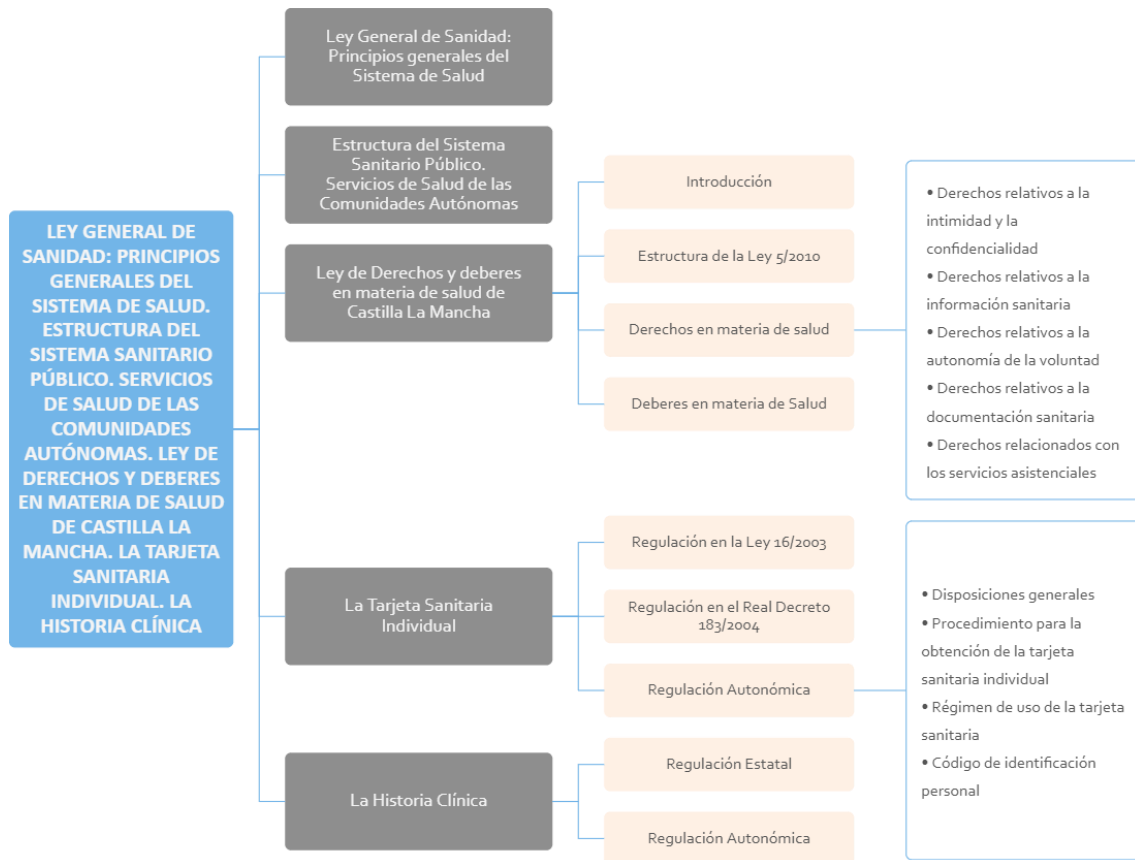 LEY GENERAL DE
SANIDAD: PRINCIPIOS
GENERALES DEL
SISTEMA DE SALUD.
ESTRUCTURA DEL
SISTEMA SANITARIO
PÚBLICO. SERVICIOS
DE SALUD DE LAS
COMUNIDADES
AUTÓNOMAS. LEY DE
DERECHOS Y DEBERES
EN MATERIA DE SALUD
DE CASTILLA LA
MANCHA. LA TARJETA
SANITARIA
INDIVIDUAL. LA
HISTORIA CLÍNICA
Ley General de Sanidad:
Principios generales del
Sistema de Salud
Estructura del Sistema
Sanitario Público.
Servicios de Salud de las
Comunidades Autónomas
Ley de Derechos y deberes
en materia de salud de
Castilla La Mancha
Introducción
Estructura de la Ley 5/2010
Derechos en materia de salud
• Derechos relativos a la
intimidad y la
confidencialidad
• Derechos relativos a la
información sanitaria
• Derechos relativos a la
autonomía de la voluntad
• Derechos relativos a la
documentación sanitaria
• Derechos relacionados con
los servicios asistenciales
Deberes en materia de Salud
La Tarjeta Sanitaria
Individual
Regulación en la Ley 16/2003
Regulación en el Real Decreto
183/2004
Regulación Autonómica
• Disposiciones generales
• Procedimiento para la
obtención de la tarjeta
sanitaria individual
• Régimen de uso de la tarjeta
sanitaria
• Código de identificación
personal
La Historia Clínica
Regulación Estatal
Regulación Autonómica